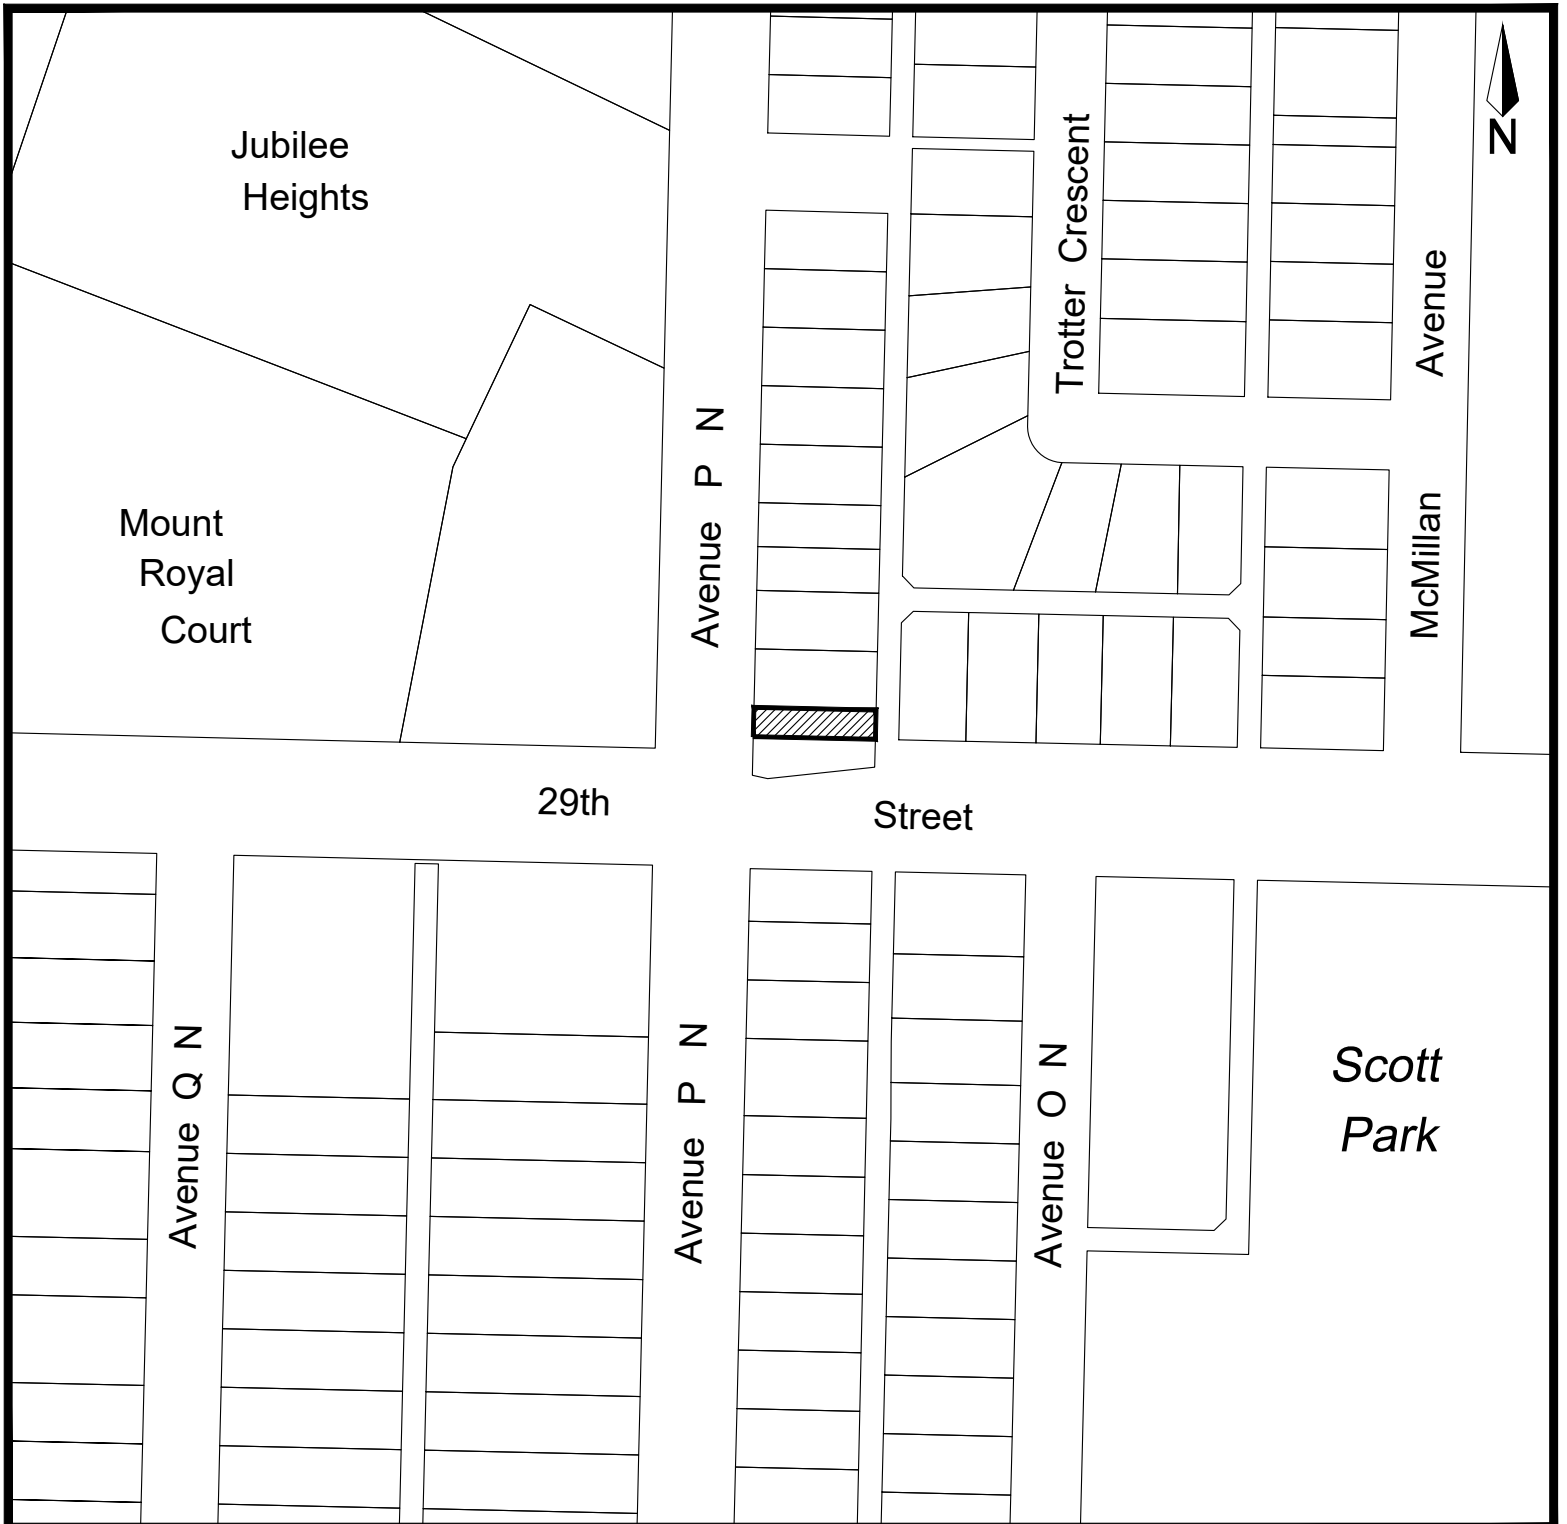 Jubilee
Heights
N
Trotter Crescent
McMillan Avenue
Avenue P N
Mount
Royal
Court
29th Street
Avenue Q N
Avenue P N
Avenue O N
Scott
Park